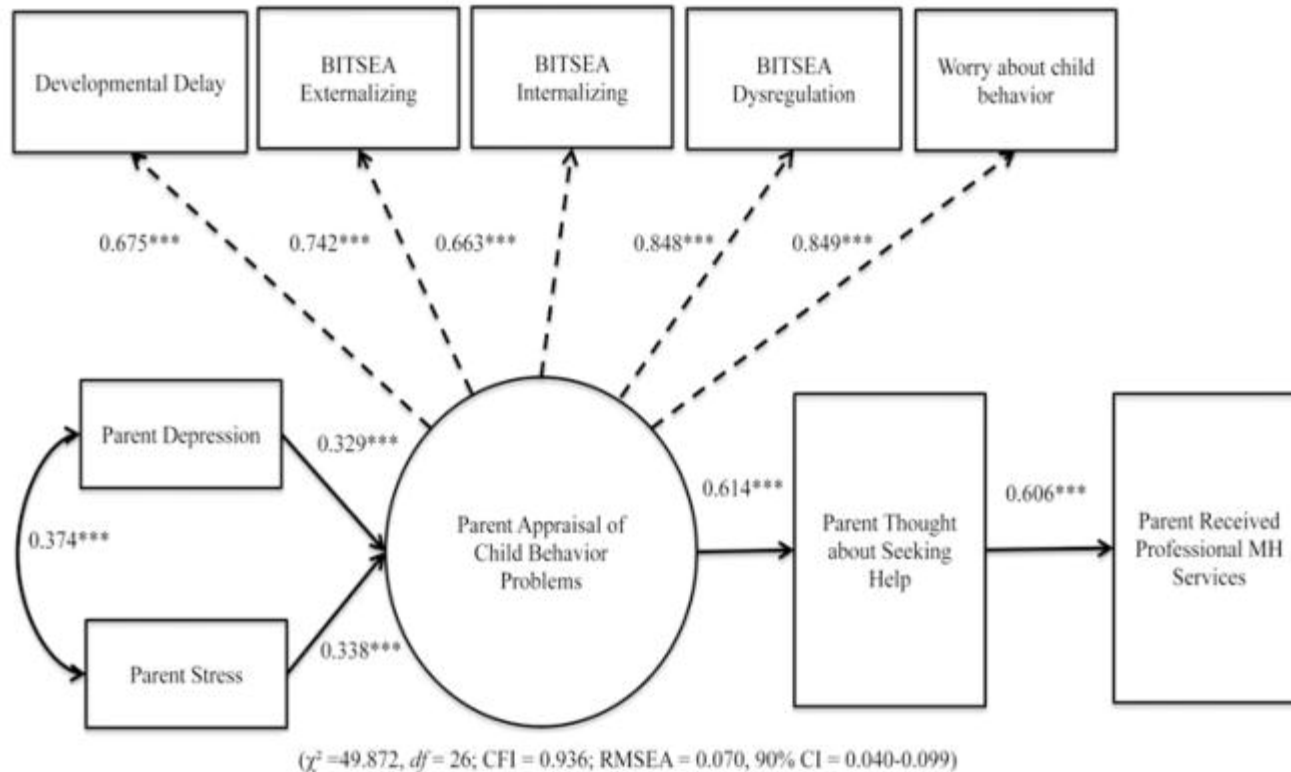 Developmental Delay
BITSEA
Externalizing
BITSEA
Internalizing
BITSEA
Dysregulation
Worry about child
behavior
0.675***
0.742***
0.663***
0.848***
0.849***
Parent Depression
0.329***
0.374***
Parent Stress
0.338***
Parent Appraisal of
Child Behavior
Problems
0.614***
Parent Thought
about Seeking
Help
0.606***
Parent Received
Professional MH
Services
(χ² =49.872, df = 26; CFI = 0.936; RMSEA = 0.070, 90% CI = 0.040-0.099)